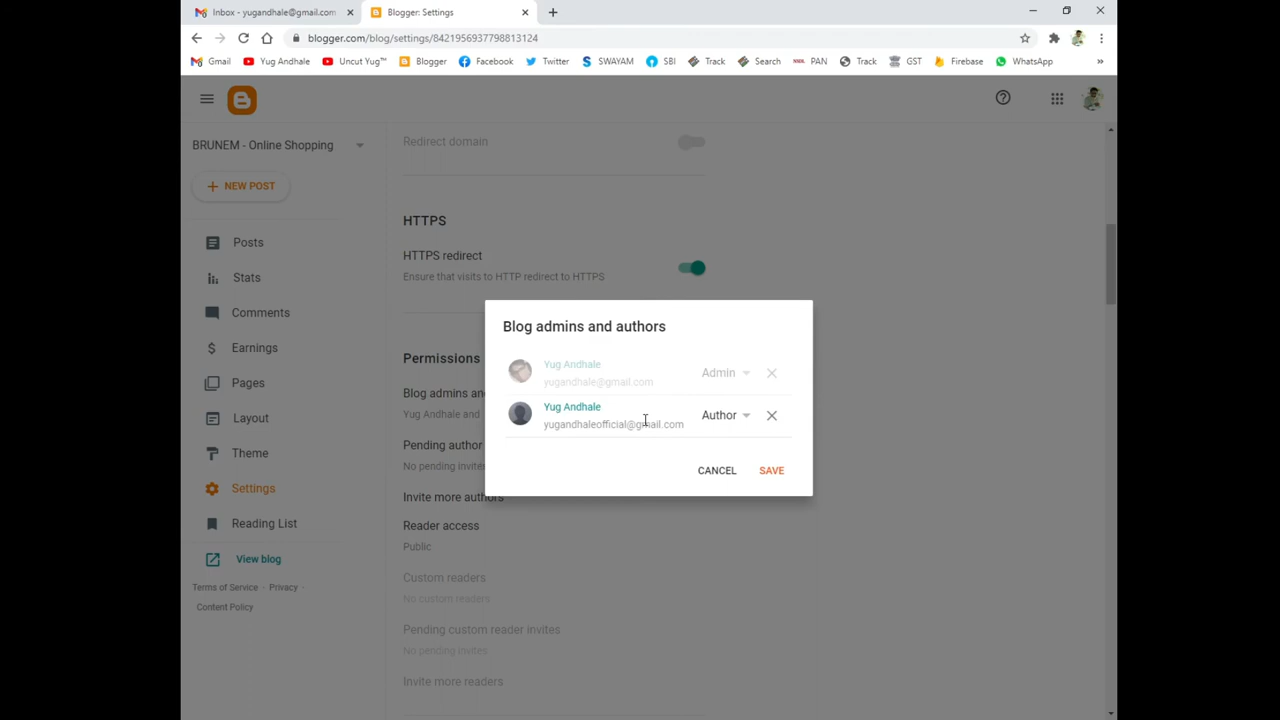 Inbox - yugandhale@gmail.com
Blogger: Settings
blogger.com/blog/settings/8421956937798813124
Gmail
Yug Andhale
Uncut Yug™
Blogger
Facebook
Twitter
SWAYAM
SBI
Track
Search
PAN
Track
GST
Firebase
WhatsApp
»
BRUNEM - Online Shopping
NEW POST
Posts
Stats
Comments
Earnings
Pages
Layout
Theme
Settings
Reading List
View blog
Terms of Service · Privacy ·
Content Policy
Redirect domain
HTTPS
HTTPS redirect
Ensure that visits to HTTP redirect to HTTPS
Permissions
Blog admins an
Yug Andhale and
Pending author
No pending invite
Invite more authors
Reader access
Public
Custom readers
No custom readers
Pending custom reader invites
No pending invites
Invite more readers
Blog admins and authors
Yug Andhale
yugandhale@gmail.com
Admin
Yug Andhale
yugandhaleofficial@gmail.com
Author
CANCEL
SAVE